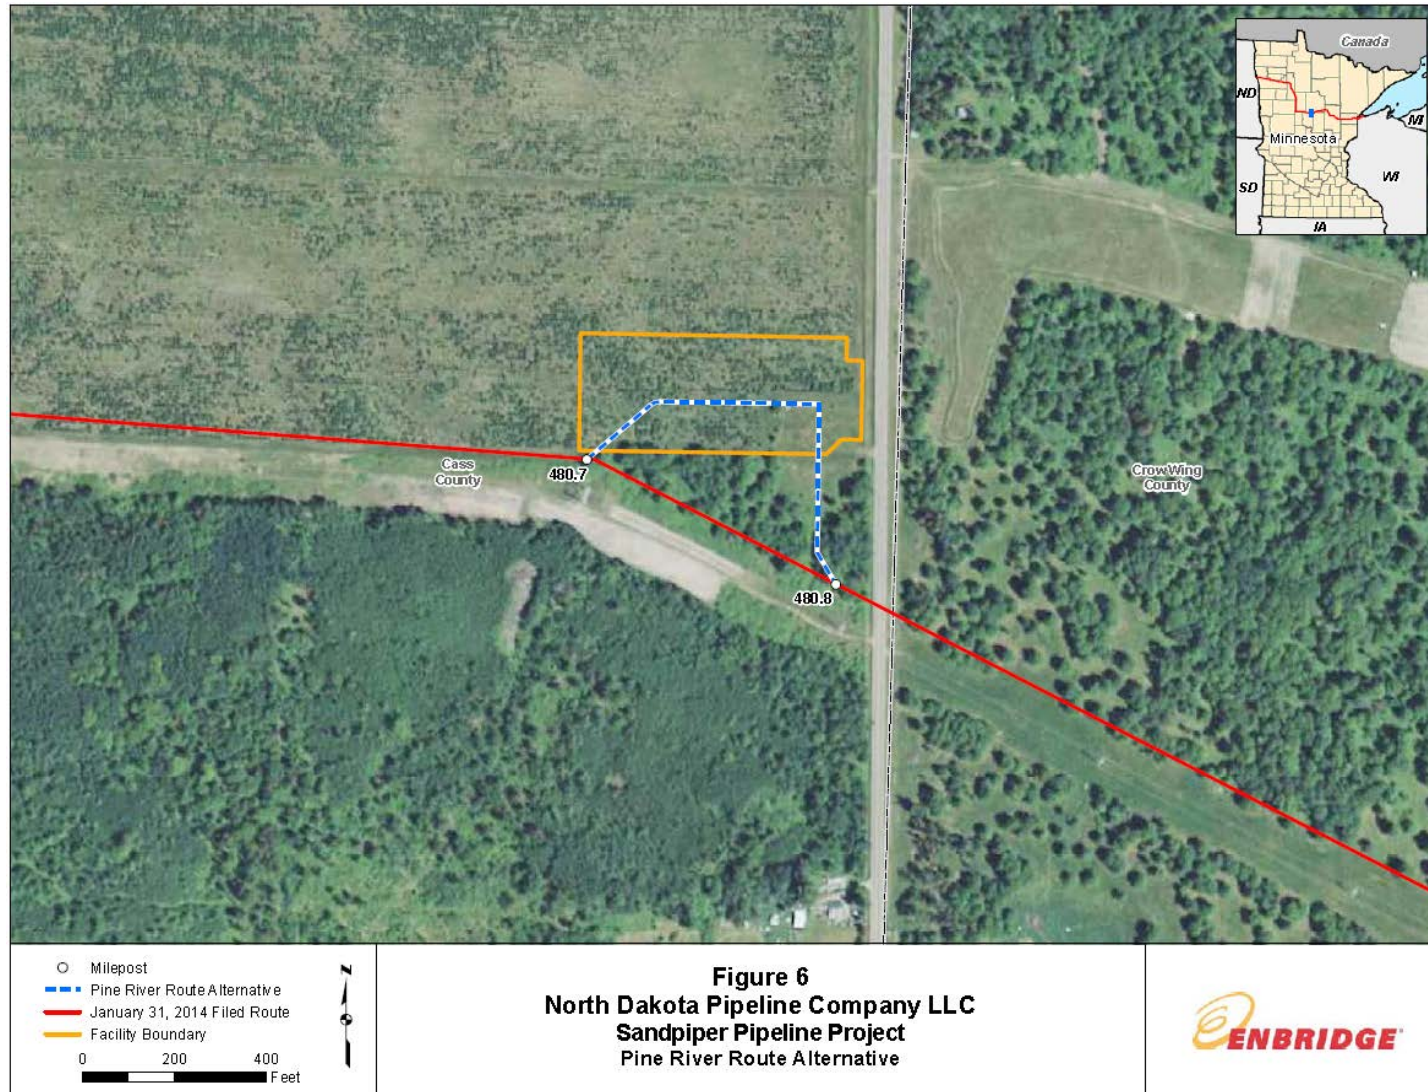 Canada
ND
MI
Minnesota
SD
WI
IA
Cass
County
480.7
Crow Wing
County
480.8
Milepost
Pine River Route Alternative
January 31, 2014 Filed Route
Facility Boundary
0 200 400
Feet
N
Figure 6
North Dakota Pipeline Company LLC
Sandpiper Pipeline Project
Pine River Route Alternative
ENBRIDGE